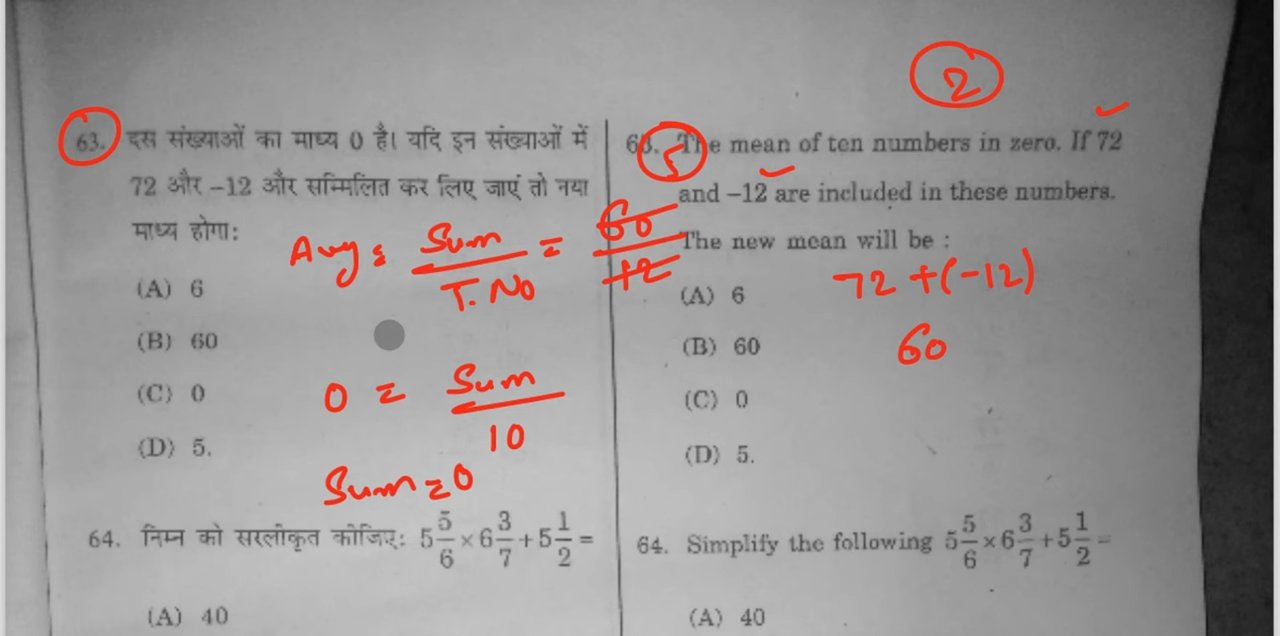 2
63. दस संख्याओं का माध्य 0 है। यदि इन संख्याओं में
72 और –12 और सम्मिलित कर लिए जाएं तो नया
माध्य होगा:
Avg = Sum / T. No = 60 / 12
(A) 6
(B) 60
(C) 0
(D) 5.
0 = Sum / 10
Sum = 0
64. निम्न को सरलीकृत कीजिए: 5 5/6 × 6 3/7 + 5 1/2 =
(A) 40
63. The mean of ten numbers in zero. If 72
5
and –12 are included in these numbers.
The new mean will be :
72 + (-12)
60
(A) 6
(B) 60
(C) 0
(D) 5.
64. Simplify the following 5 5/6 × 6 3/7 + 5 1/2 =
(A) 40